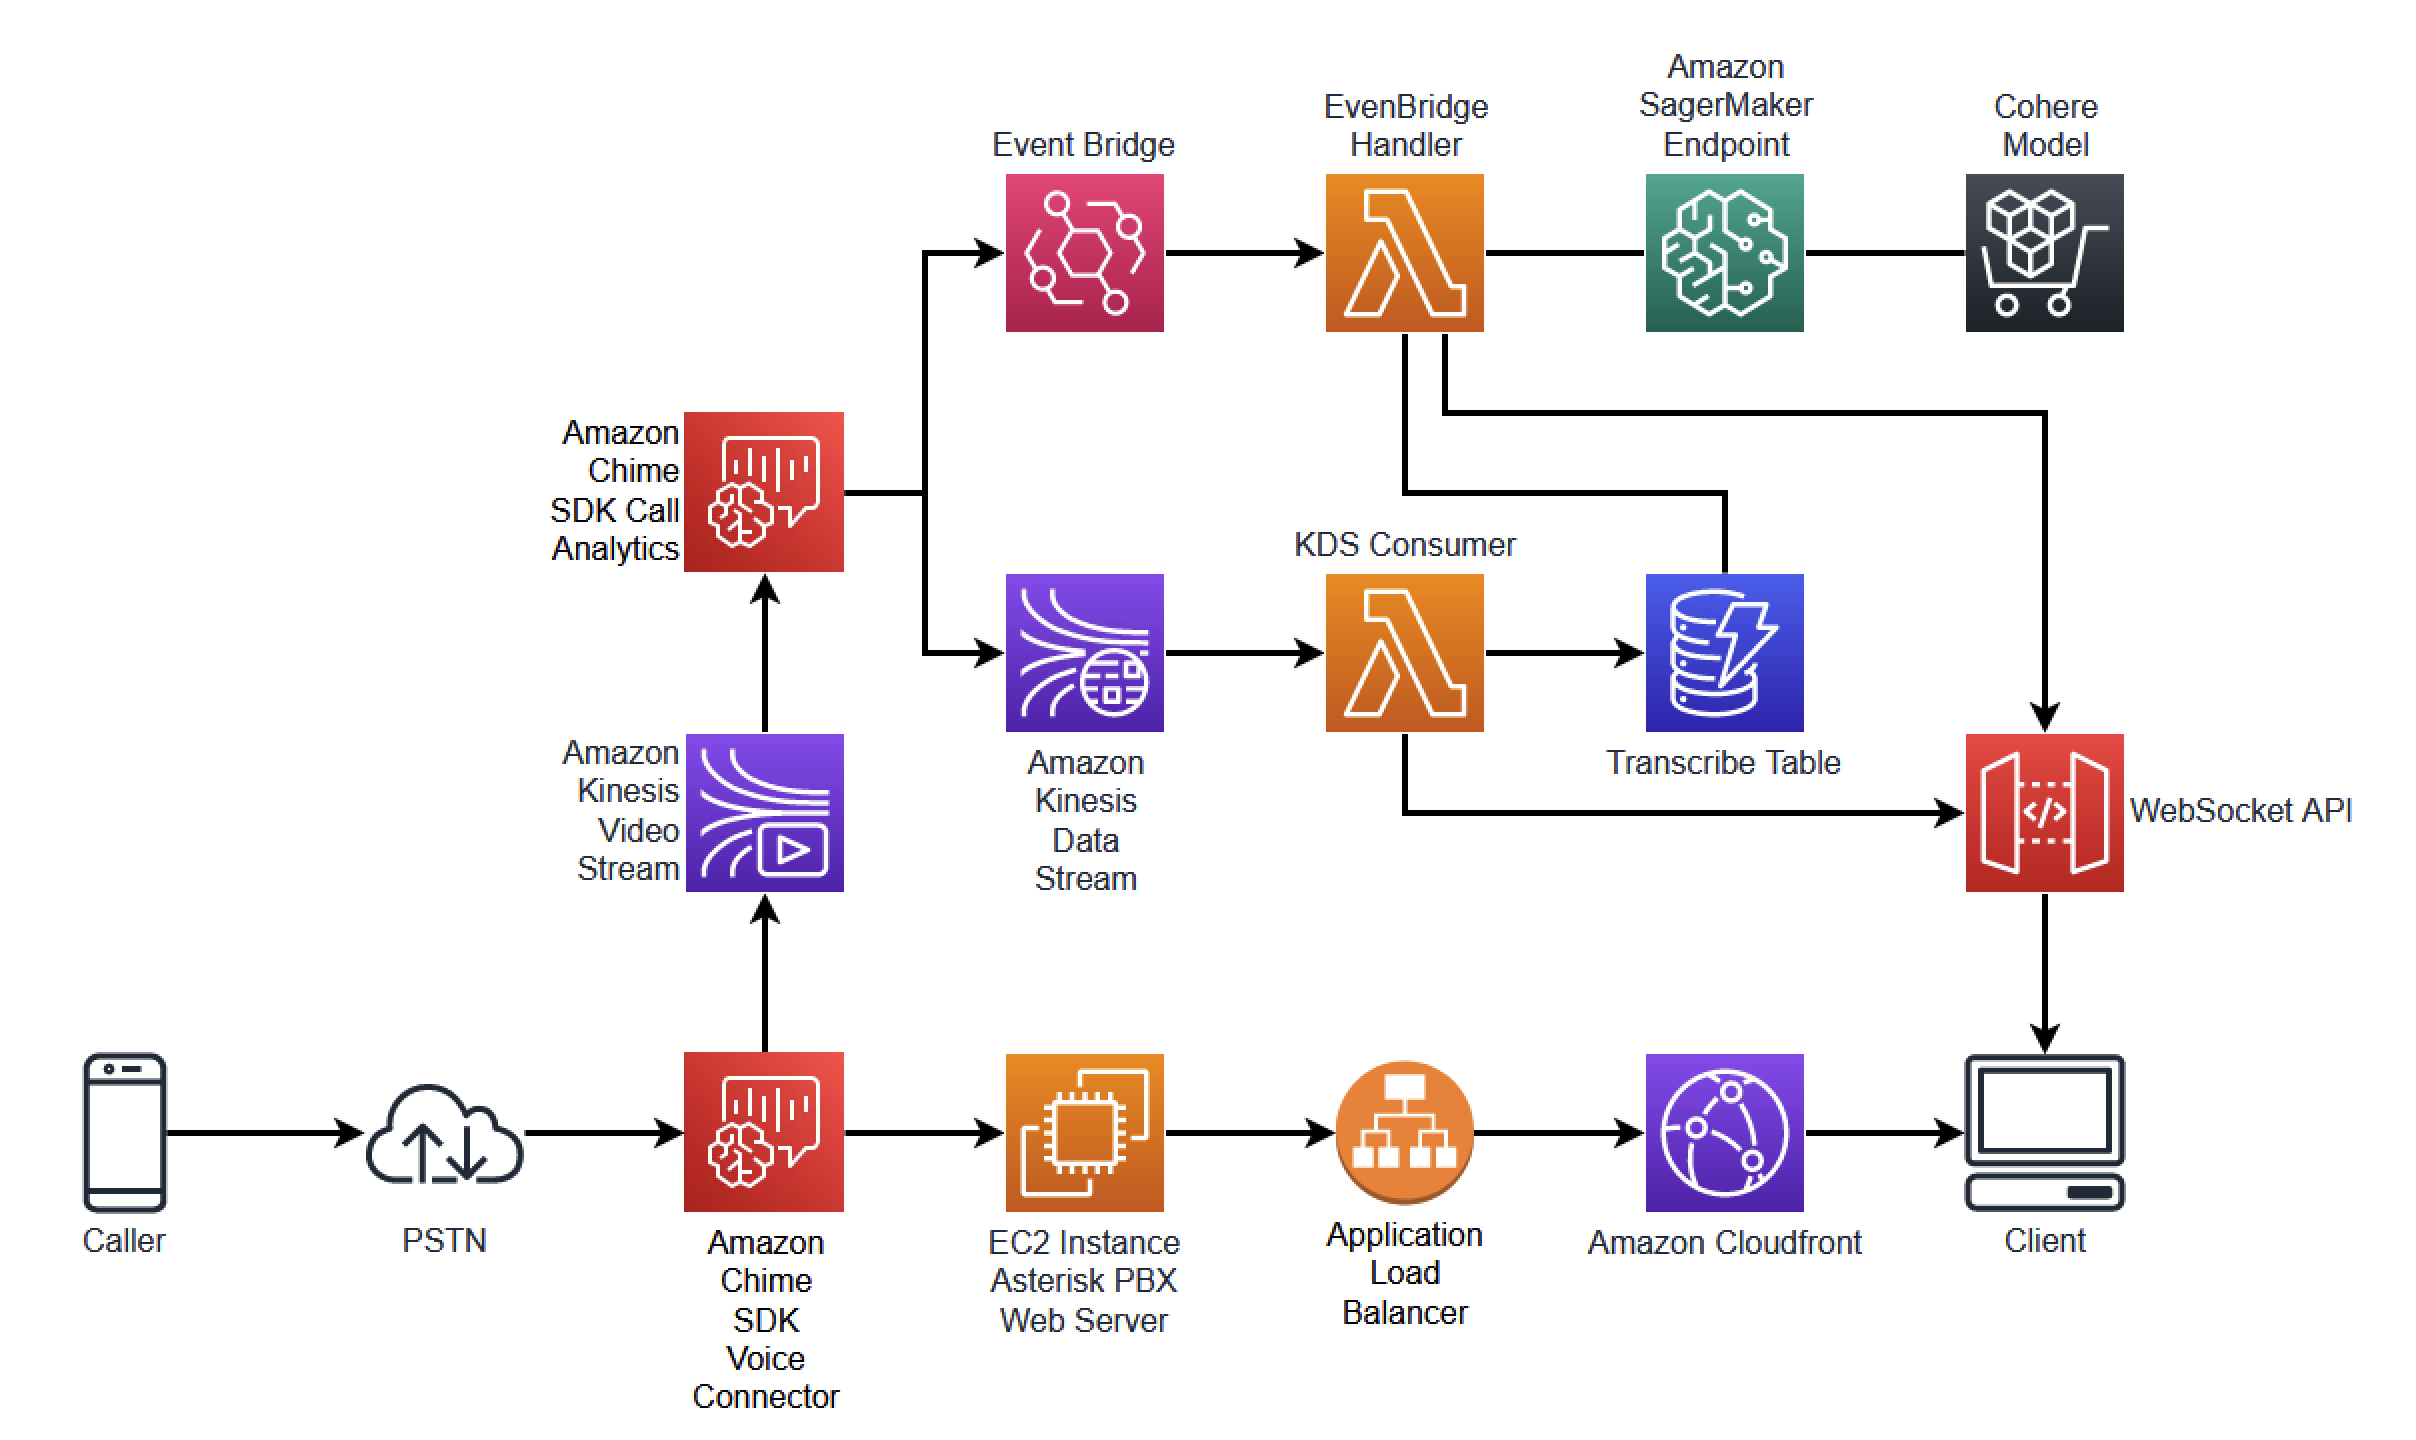 Amazon
SagerMaker
Endpoint
EvenBridge
Handler
Cohere
Model
Event Bridge
Amazon
Chime
SDK Call
Analytics
KDS Consumer
Amazon
Kinesis
Video
Stream
Amazon
Kinesis
Data
Stream
Transcribe Table
</>
WebSocket API
Caller
PSTN
Amazon
Chime
SDK
Voice
Connector
EC2 Instance
Asterisk PBX
Web Server
Application
Load
Balancer
Amazon Cloudfront
Client